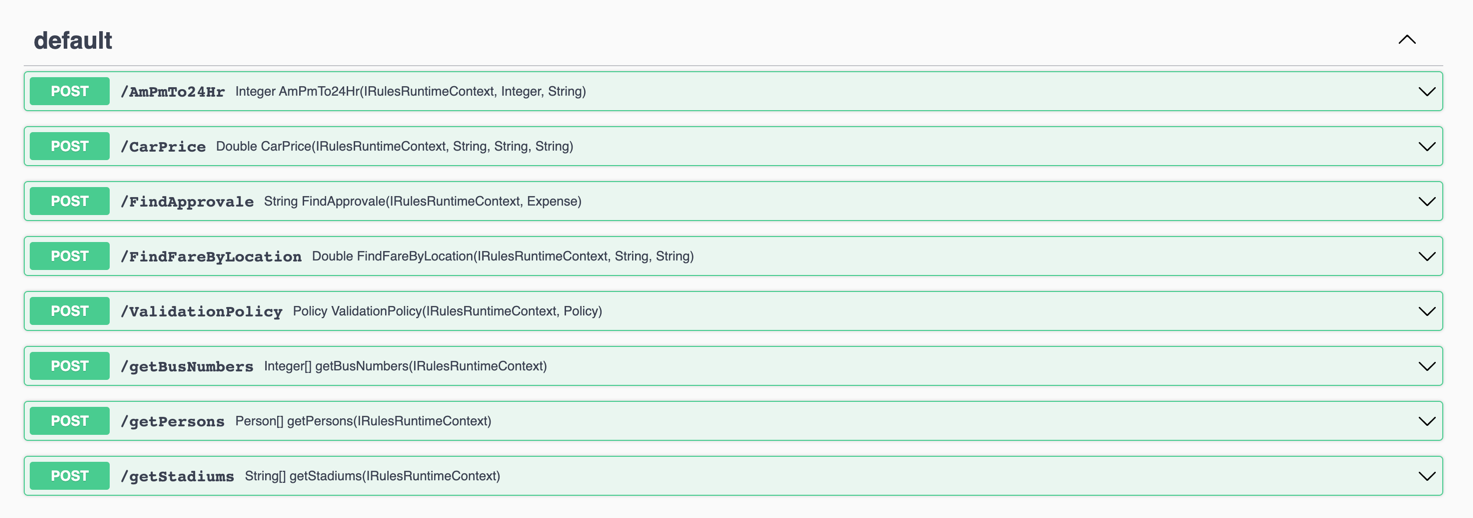 default
POST /AmPmTo24Hr Integer AmPmTo24Hr(IRulesRuntimeContext, Integer, String)
POST /CarPrice Double CarPrice(IRulesRuntimeContext, String, String, String)
POST /FindApprovale String FindApprovale(IRulesRuntimeContext, Expense)
POST /FindFareByLocation Double FindFareByLocation(IRulesRuntimeContext, String, String)
POST /ValidationPolicy Policy ValidationPolicy(IRulesRuntimeContext, Policy)
POST /getBusNumbers Integer[] getBusNumbers(IRulesRuntimeContext)
POST /getPersons Person[] getPersons(IRulesRuntimeContext)
POST /getStadiums String[] getStadiums(IRulesRuntimeContext)